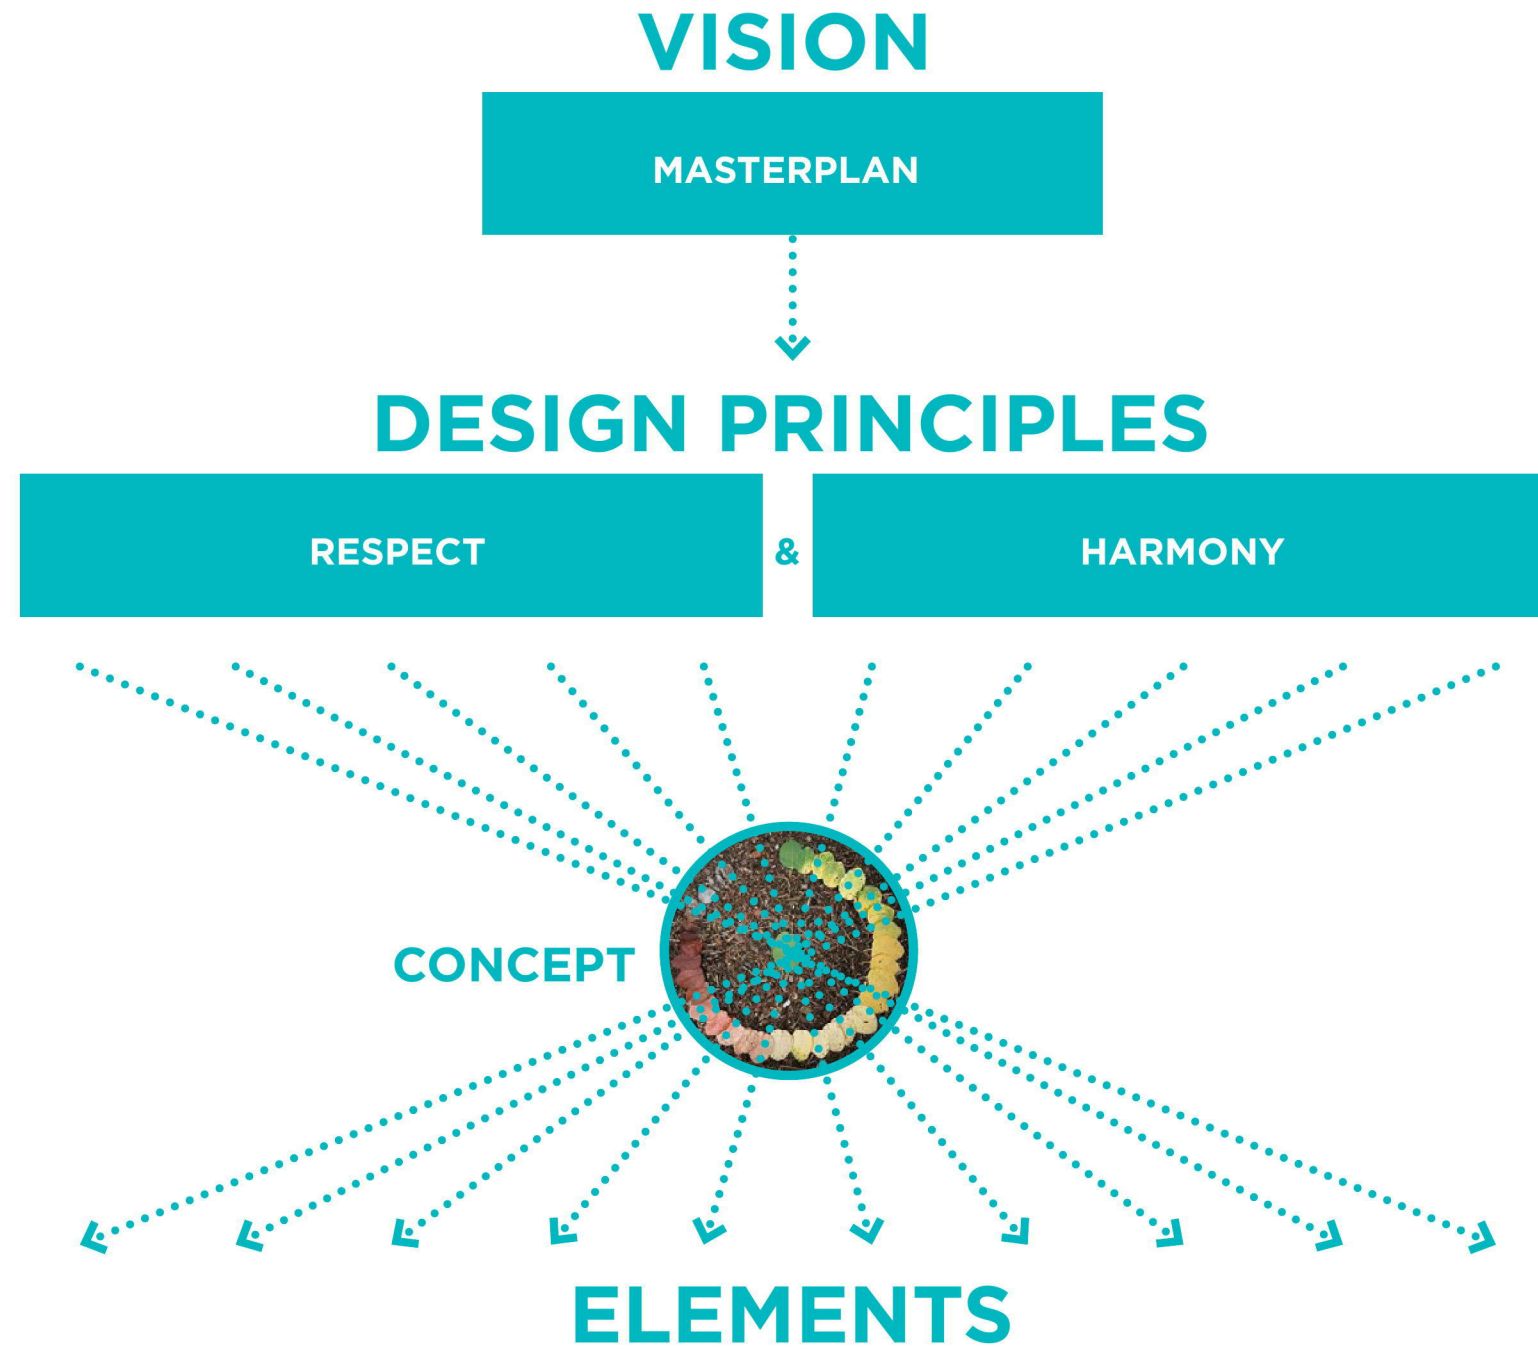 VISION
MASTERPLAN
DESIGN PRINCIPLES
RESPECT & HARMONY
CONCEPT
ELEMENTS